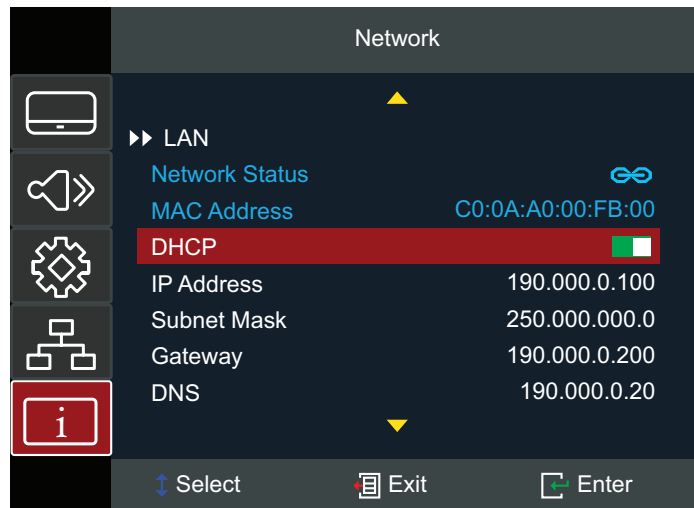 Network
LAN
Network Status
MAC Address C0:0A:A0:00:FB:00
DHCP
IP Address 190.000.0.100
Subnet Mask 250.000.000.0
Gateway 190.000.0.200
DNS 190.000.0.20
i
Select Exit Enter